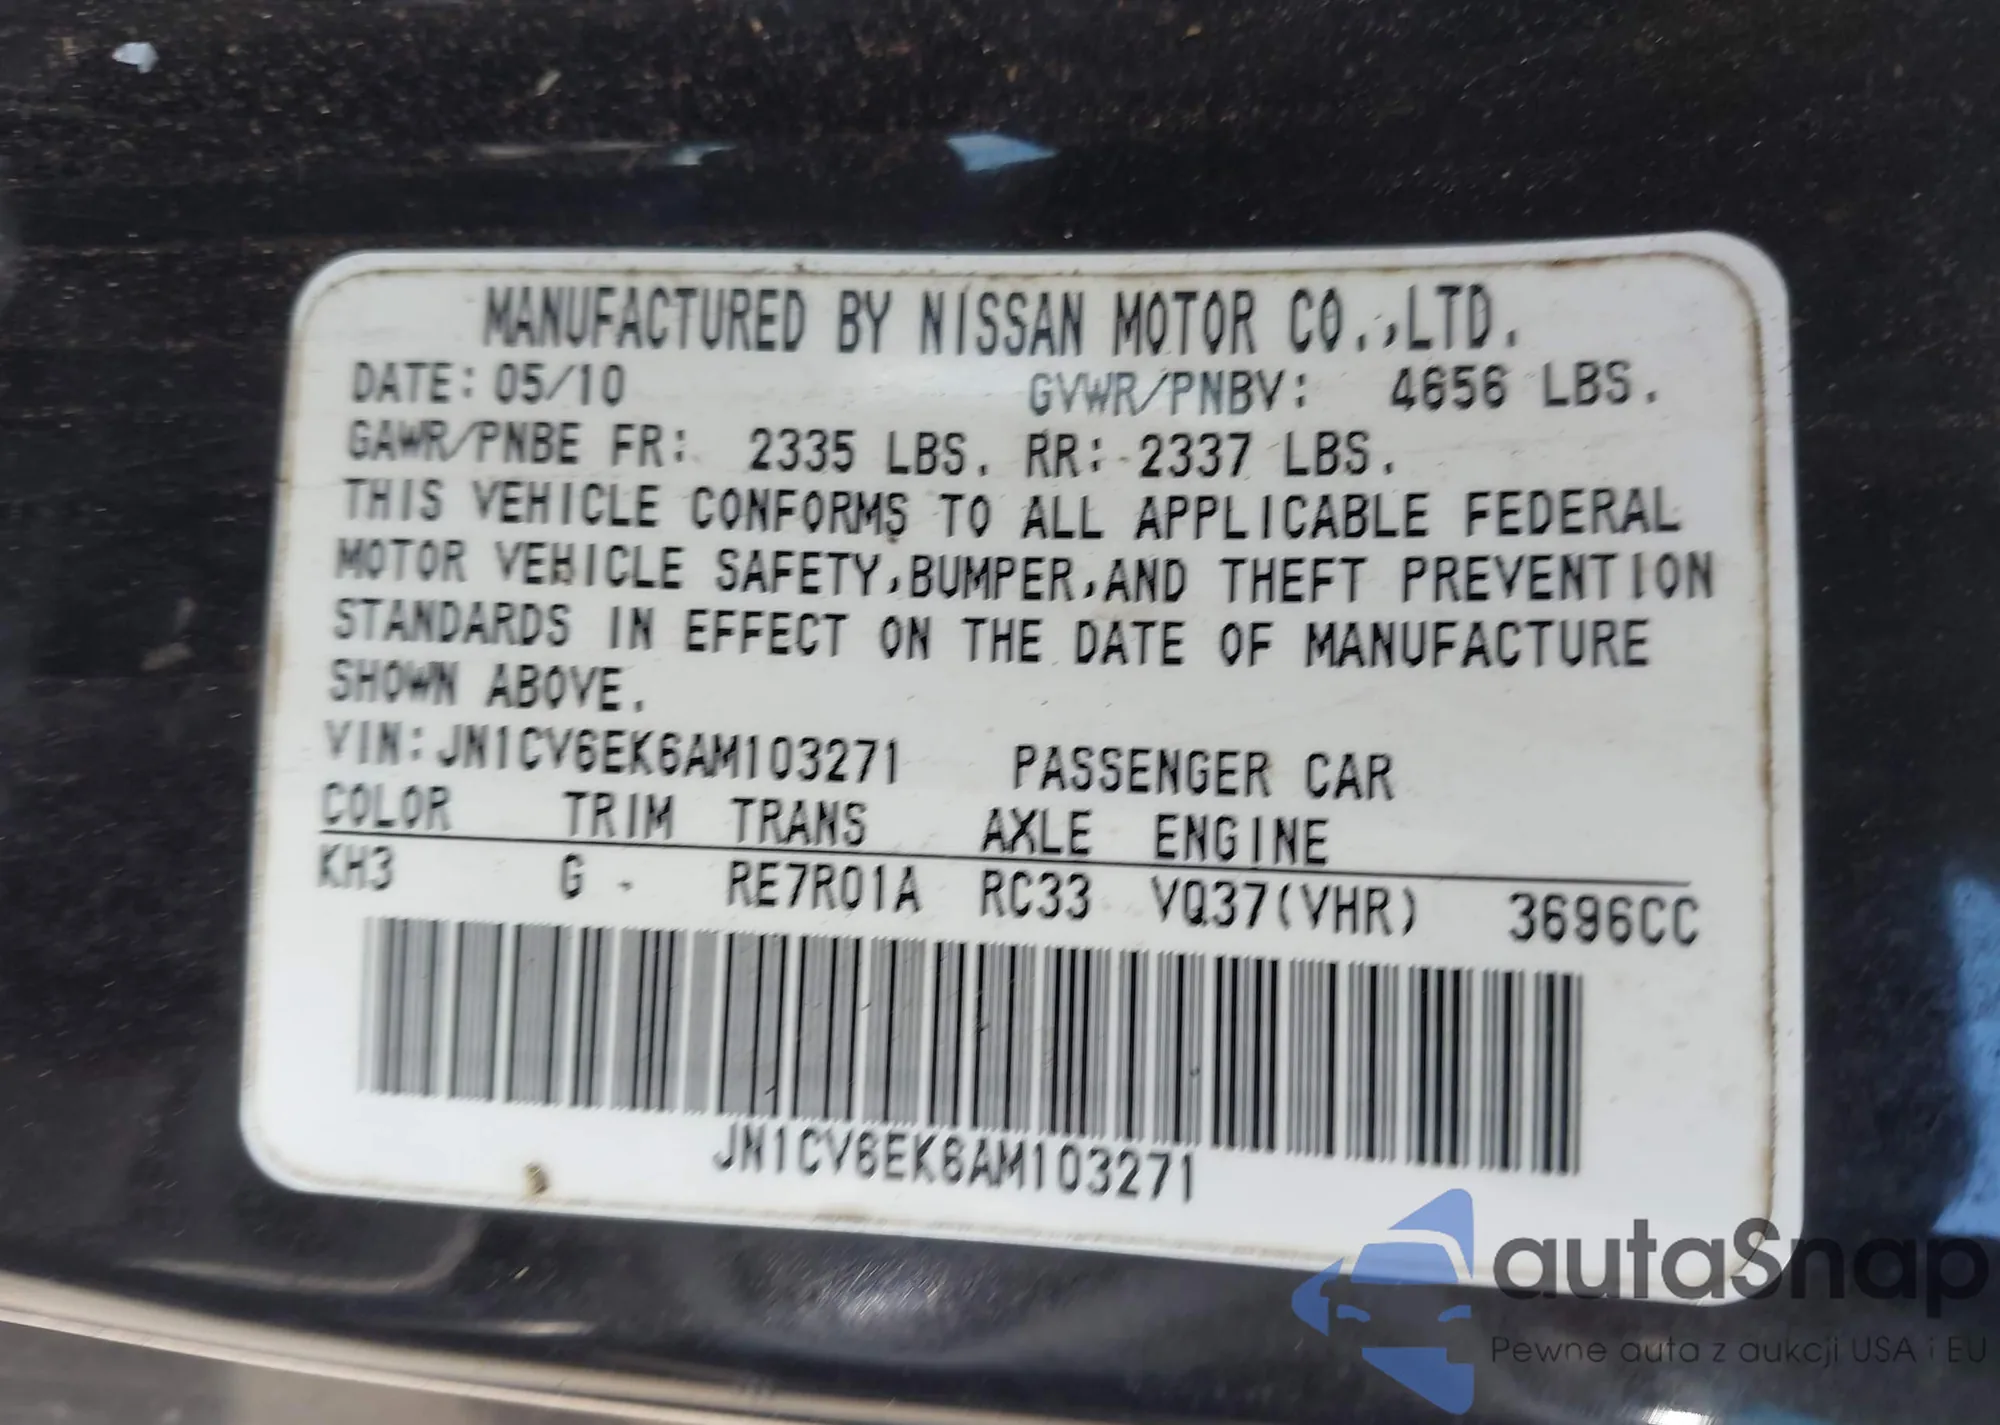 MANUFACTURED BY NISSAN MOTOR CO.,LTD.
DATE: 05/10 GVWR/PNBV: 4656 LBS.
GAWR/PNBE FR: 2335 LBS. RR: 2337 LBS.
THIS VEHICLE CONFORMS TO ALL APPLICABLE FEDERAL
MOTOR VEHICLE SAFETY,BUMPER,AND THEFT PREVENTION
STANDARDS IN EFFECT ON THE DATE OF MANUFACTURE
SHOWN ABOVE.
VIN:JN1CV6EK6AM103271 PASSENGER CAR
COLOR TRIM TRANS AXLE ENGINE
KH3 G - RE7R01A RC33 VQ37(VHR) 3696CC
JN1CV6EK6AM103271
autaSnap
Pewne auta z aukcji USA i EU